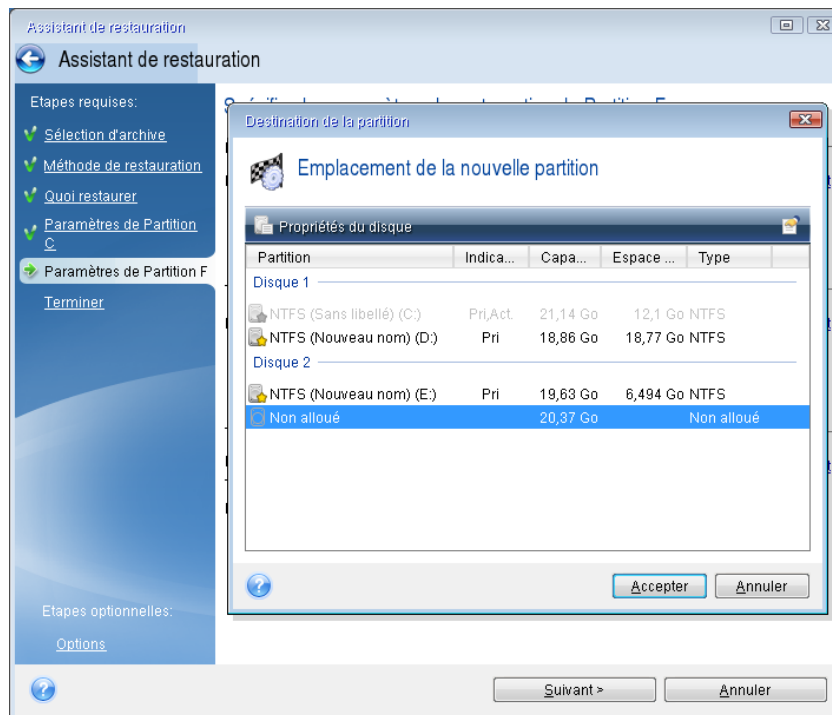 Assistant de restauration
Assistant de restauration
Etapes requises:
Sélection d'archive
Méthode de restauration
Quoi restaurer
Paramètres de Partition C
Paramètres de Partition F
Terminer
Etapes optionnelles:
Options
Destination de la partition
Emplacement de la nouvelle partition
Propriétés du disque
Partition Indica... Capa... Espace ... Type
Disque 1
NTFS (Sans libellé) (C:) Pri,Act. 21,14 Go 12,1 Go NTFS
NTFS (Nouveau nom) (D:) Pri 18,86 Go 18,77 Go NTFS
Disque 2
NTFS (Nouveau nom) (E:) Pri 19,63 Go 6,494 Go NTFS
Non alloué 20,37 Go Non alloué
Accepter Annuler
Suivant > Annuler